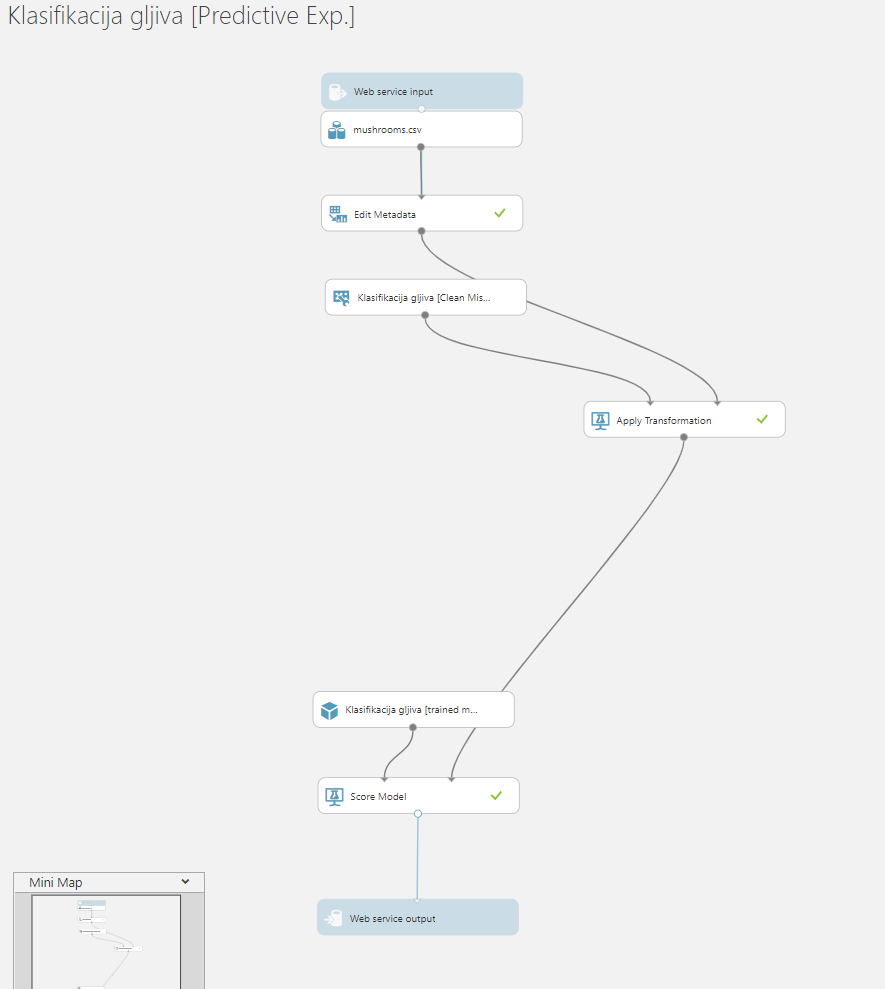 Klasifikacija gljiva [Predictive Exp.]
Web service input
mushrooms.csv
Edit Metadata
Klasifikacija gljiva [Clean Mis...
Apply Transformation
Klasifikacija gljiva [trained m...
Score Model
Web service output
Mini Map